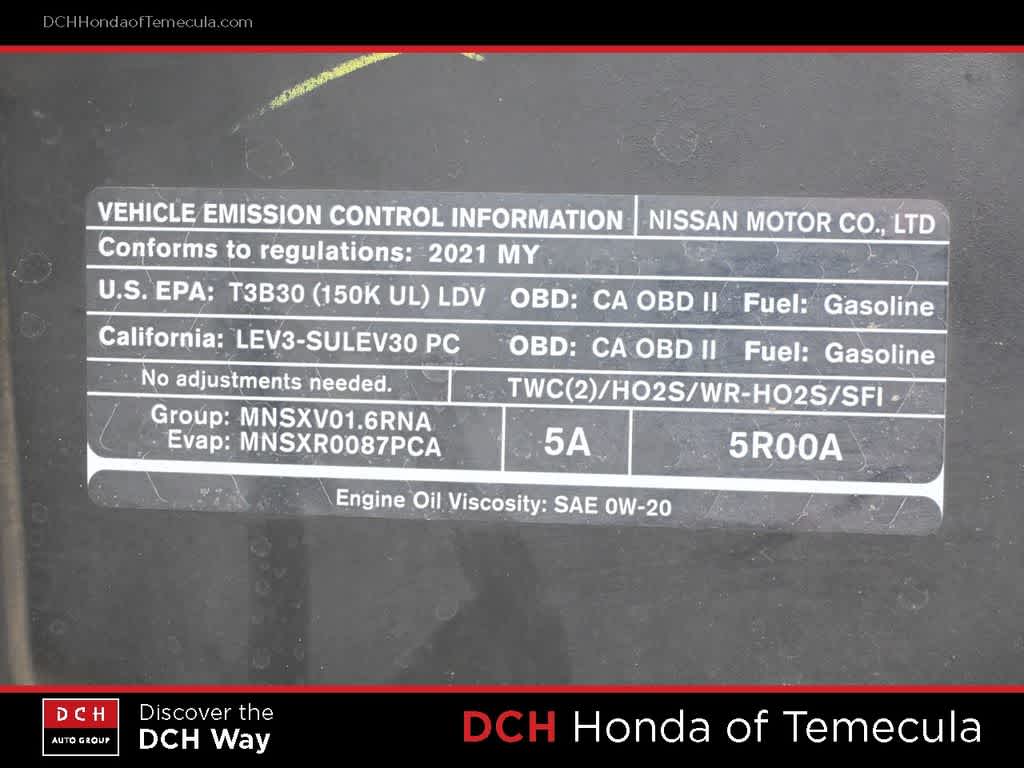 DCHHondaofTemecula.com
VEHICLE EMISSION CONTROL INFORMATION NISSAN MOTOR CO., LTD
Conforms to regulations: 2021 MY
U.S. EPA: T3B30 (150K UL) LDV OBD: CA OBD II Fuel: Gasoline
California: LEV3-SULEV30 PC OBD: CA OBD II Fuel: Gasoline
No adjustments needed. TWC(2)/HO2S/WR-HO2S/SFI
Group: MNSXV01.6RNA
Evap: MNSXR0087PCA 5A 5R00A
Engine Oil Viscosity: SAE 0W-20
DCH
AUTO GROUP
Discover the
DCH Way
DCH Honda of Temecula